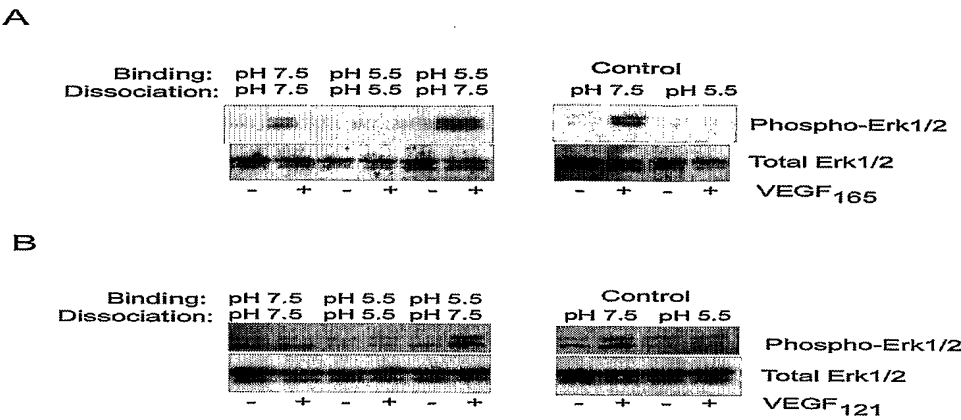 A
Control
Binding: pH 7.5 pH 5.5 pH 5.5
Dissociation: pH 7.5 pH 5.5 pH 7.5
pH 7.5 pH 5.5
Phospho-Erk1/2
Total Erk1/2
- + - + - + - + - +
VEGF165
B
Control
Binding: pH 7.5 pH 5.5 pH 5.5
Dissociation: pH 7.5 pH 5.5 pH 7.5
pH 7.5 pH 5.5
Phospho-Erk1/2
Total Erk1/2
- + - + - + - + - +
VEGF121